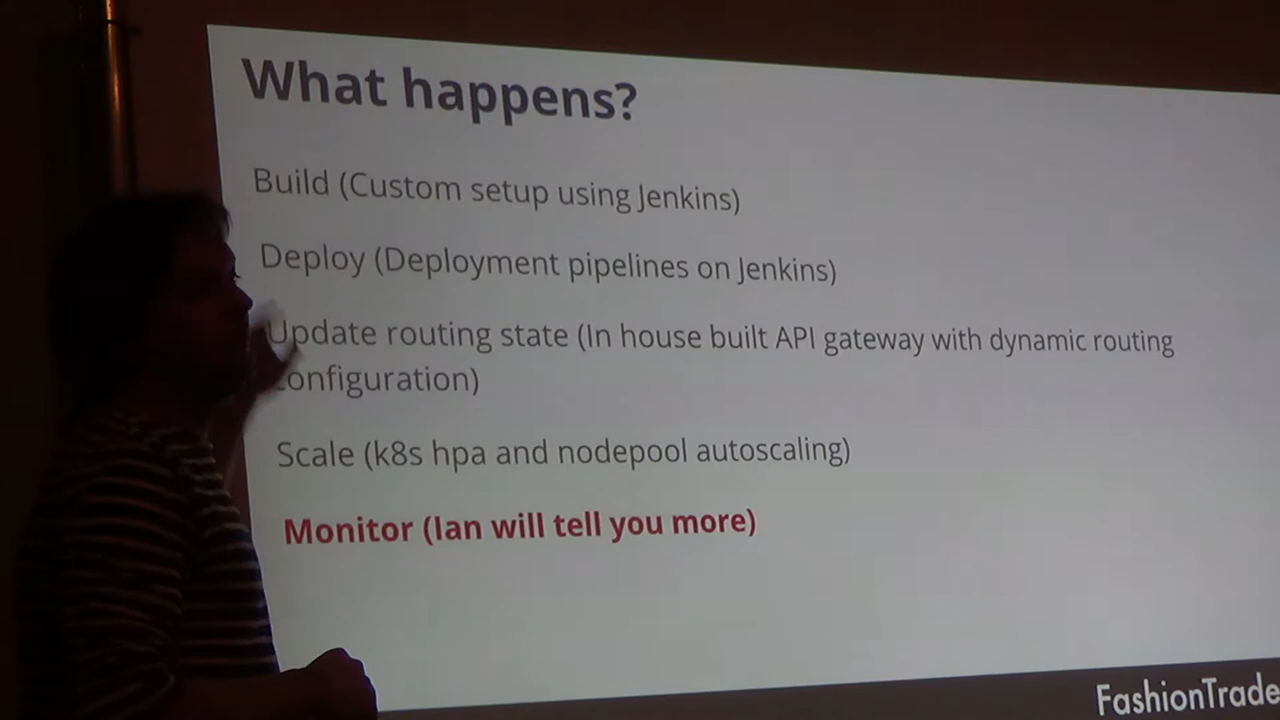 What happens?
Build (Custom setup using Jenkins)
Deploy (Deployment pipelines on Jenkins)
Update routing state (In house built API gateway with dynamic routing
configuration)
Scale (k8s hpa and nodepool autoscaling)
Monitor (Ian will tell you more)
FashionTrade